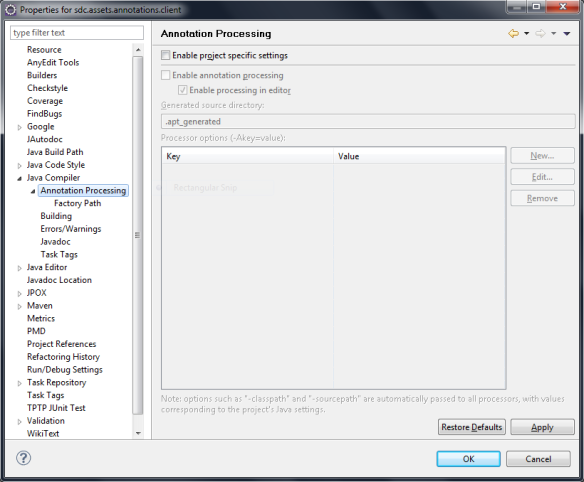 Properties for sdc.assets.annotations.client
type filter text
Resource
AnyEdit Tools
Builders
Checkstyle
Coverage
FindBugs
Google
JAutodoc
Java Build Path
Java Code Style
Java Compiler
Annotation Processing
Factory Path
Building
Errors/Warnings
Javadoc
Task Tags
Java Editor
Javadoc Location
JPOX
Maven
Metrics
PMD
Project References
Refactoring History
Run/Debug Settings
Task Repository
Task Tags
TPTP JUnit Test
Validation
WikiText
Annotation Processing
Enable project specific settings
Enable annotation processing
Enable processing in editor
Generated source directory:
.apt_generated
Processor options (-Akey=value):
Key Value
Rectangular Snip
New...
Edit...
Remove
Note: options such as "-classpath" and "-sourcepath" are automatically passed to all processors, with values
corresponding to the project's Java settings.
Restore Defaults Apply
? OK Cancel